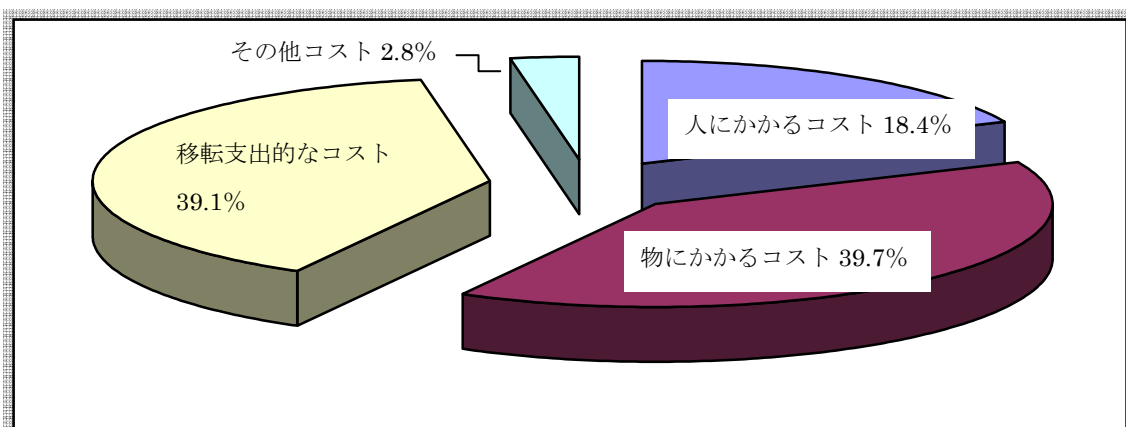 その他コスト 2.8%
人にかかるコスト 18.4%
移転支出的なコスト
39.1%
物にかかるコスト 39.7%